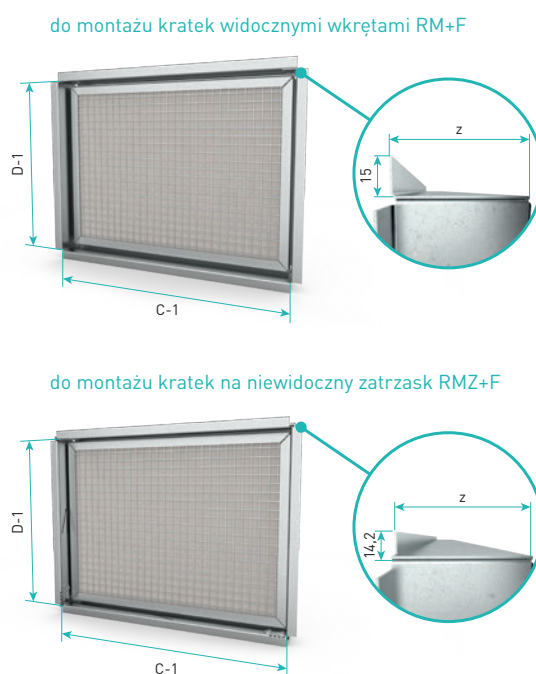 do montażu kratek widocznymi wkrętami RM+F
z
15
D-1
C-1
do montażu kratek na niewidoczny zatrzask RMZ+F
z
14,2
D-1
C-1